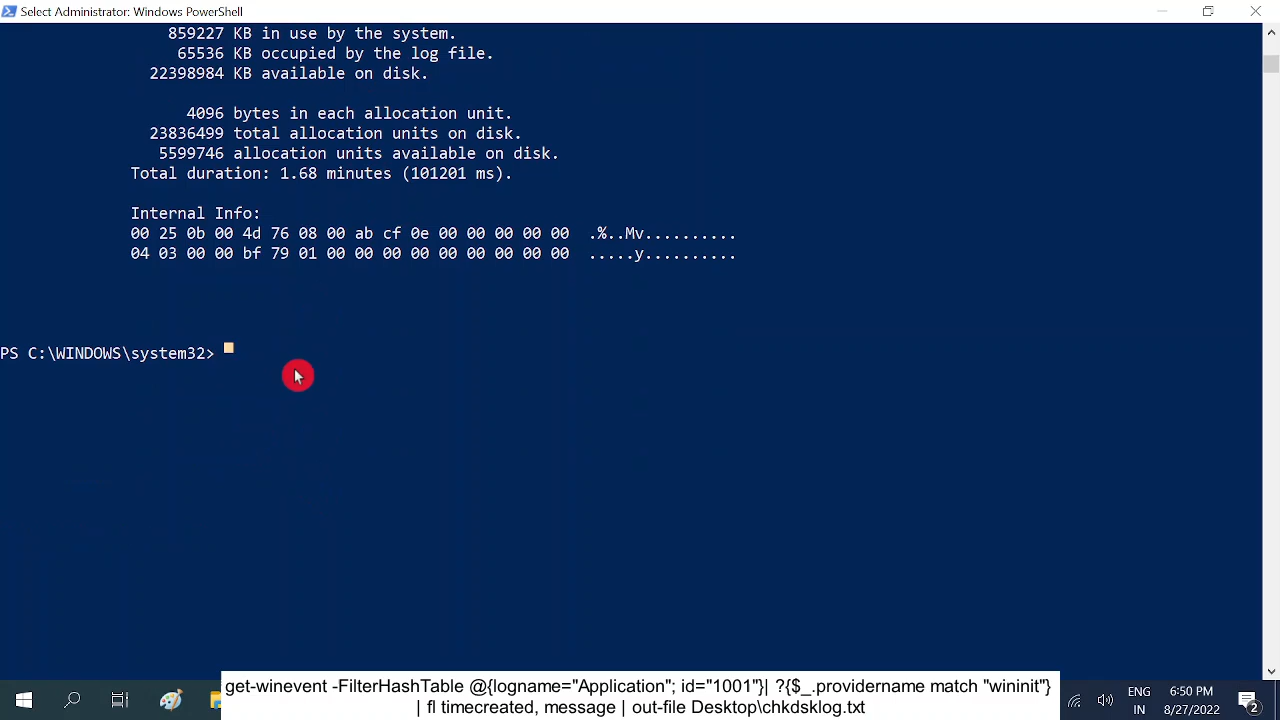 Select Administrator: Windows PowerShell
859227 KB in use by the system.
65536 KB occupied by the log file.
22398984 KB available on disk.
4096 bytes in each allocation unit.
23836499 total allocation units on disk.
5599746 allocation units available on disk.
Total duration: 1.68 minutes (101201 ms).
Internal Info:
00 25 0b 00 4d 76 08 00 ab cf 0e 00 00 00 00 00  .%..Mv..........
04 03 00 00 bf 79 01 00 00 00 00 00 00 00 00 00  .....y..........
PS C:\WINDOWS\system32>
get-winevent -FilterHashTable @{logname="Application"; id="1001"}| ?{$_.providername match "wininit"}
| fl timecreated, message | out-file Desktop\chkdsklog.txt
ENG
IN
6:50 PM
8/27/2022
2